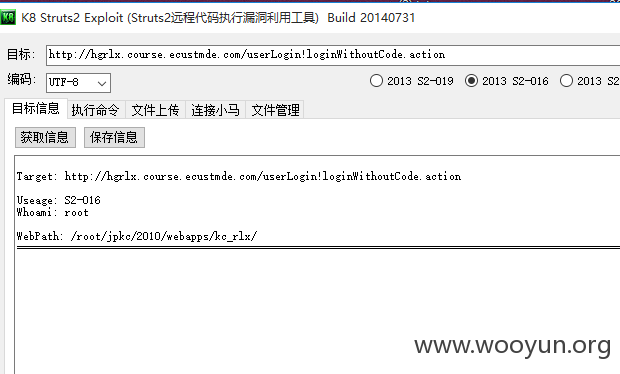 K8 Struts2 Exploit (Struts2远程代码执行漏洞利用工具) Build 20140731
目标: http://hgrlx.course.ecustmde.com/userLogin!loginWithoutCode.action
编码: UTF-8 2013 S2-019 2013 S2-016 2013 S2
目标信息 执行命令 文件上传 连接小马 文件管理
获取信息 保存信息
Target: http://hgrlx.course.ecustmde.com/userLogin!loginWithoutCode.action
Useage: S2-016
Whoami: root
WebPath: /root/jpkc/2010/webapps/kc_rlx/
www.wooyun.org